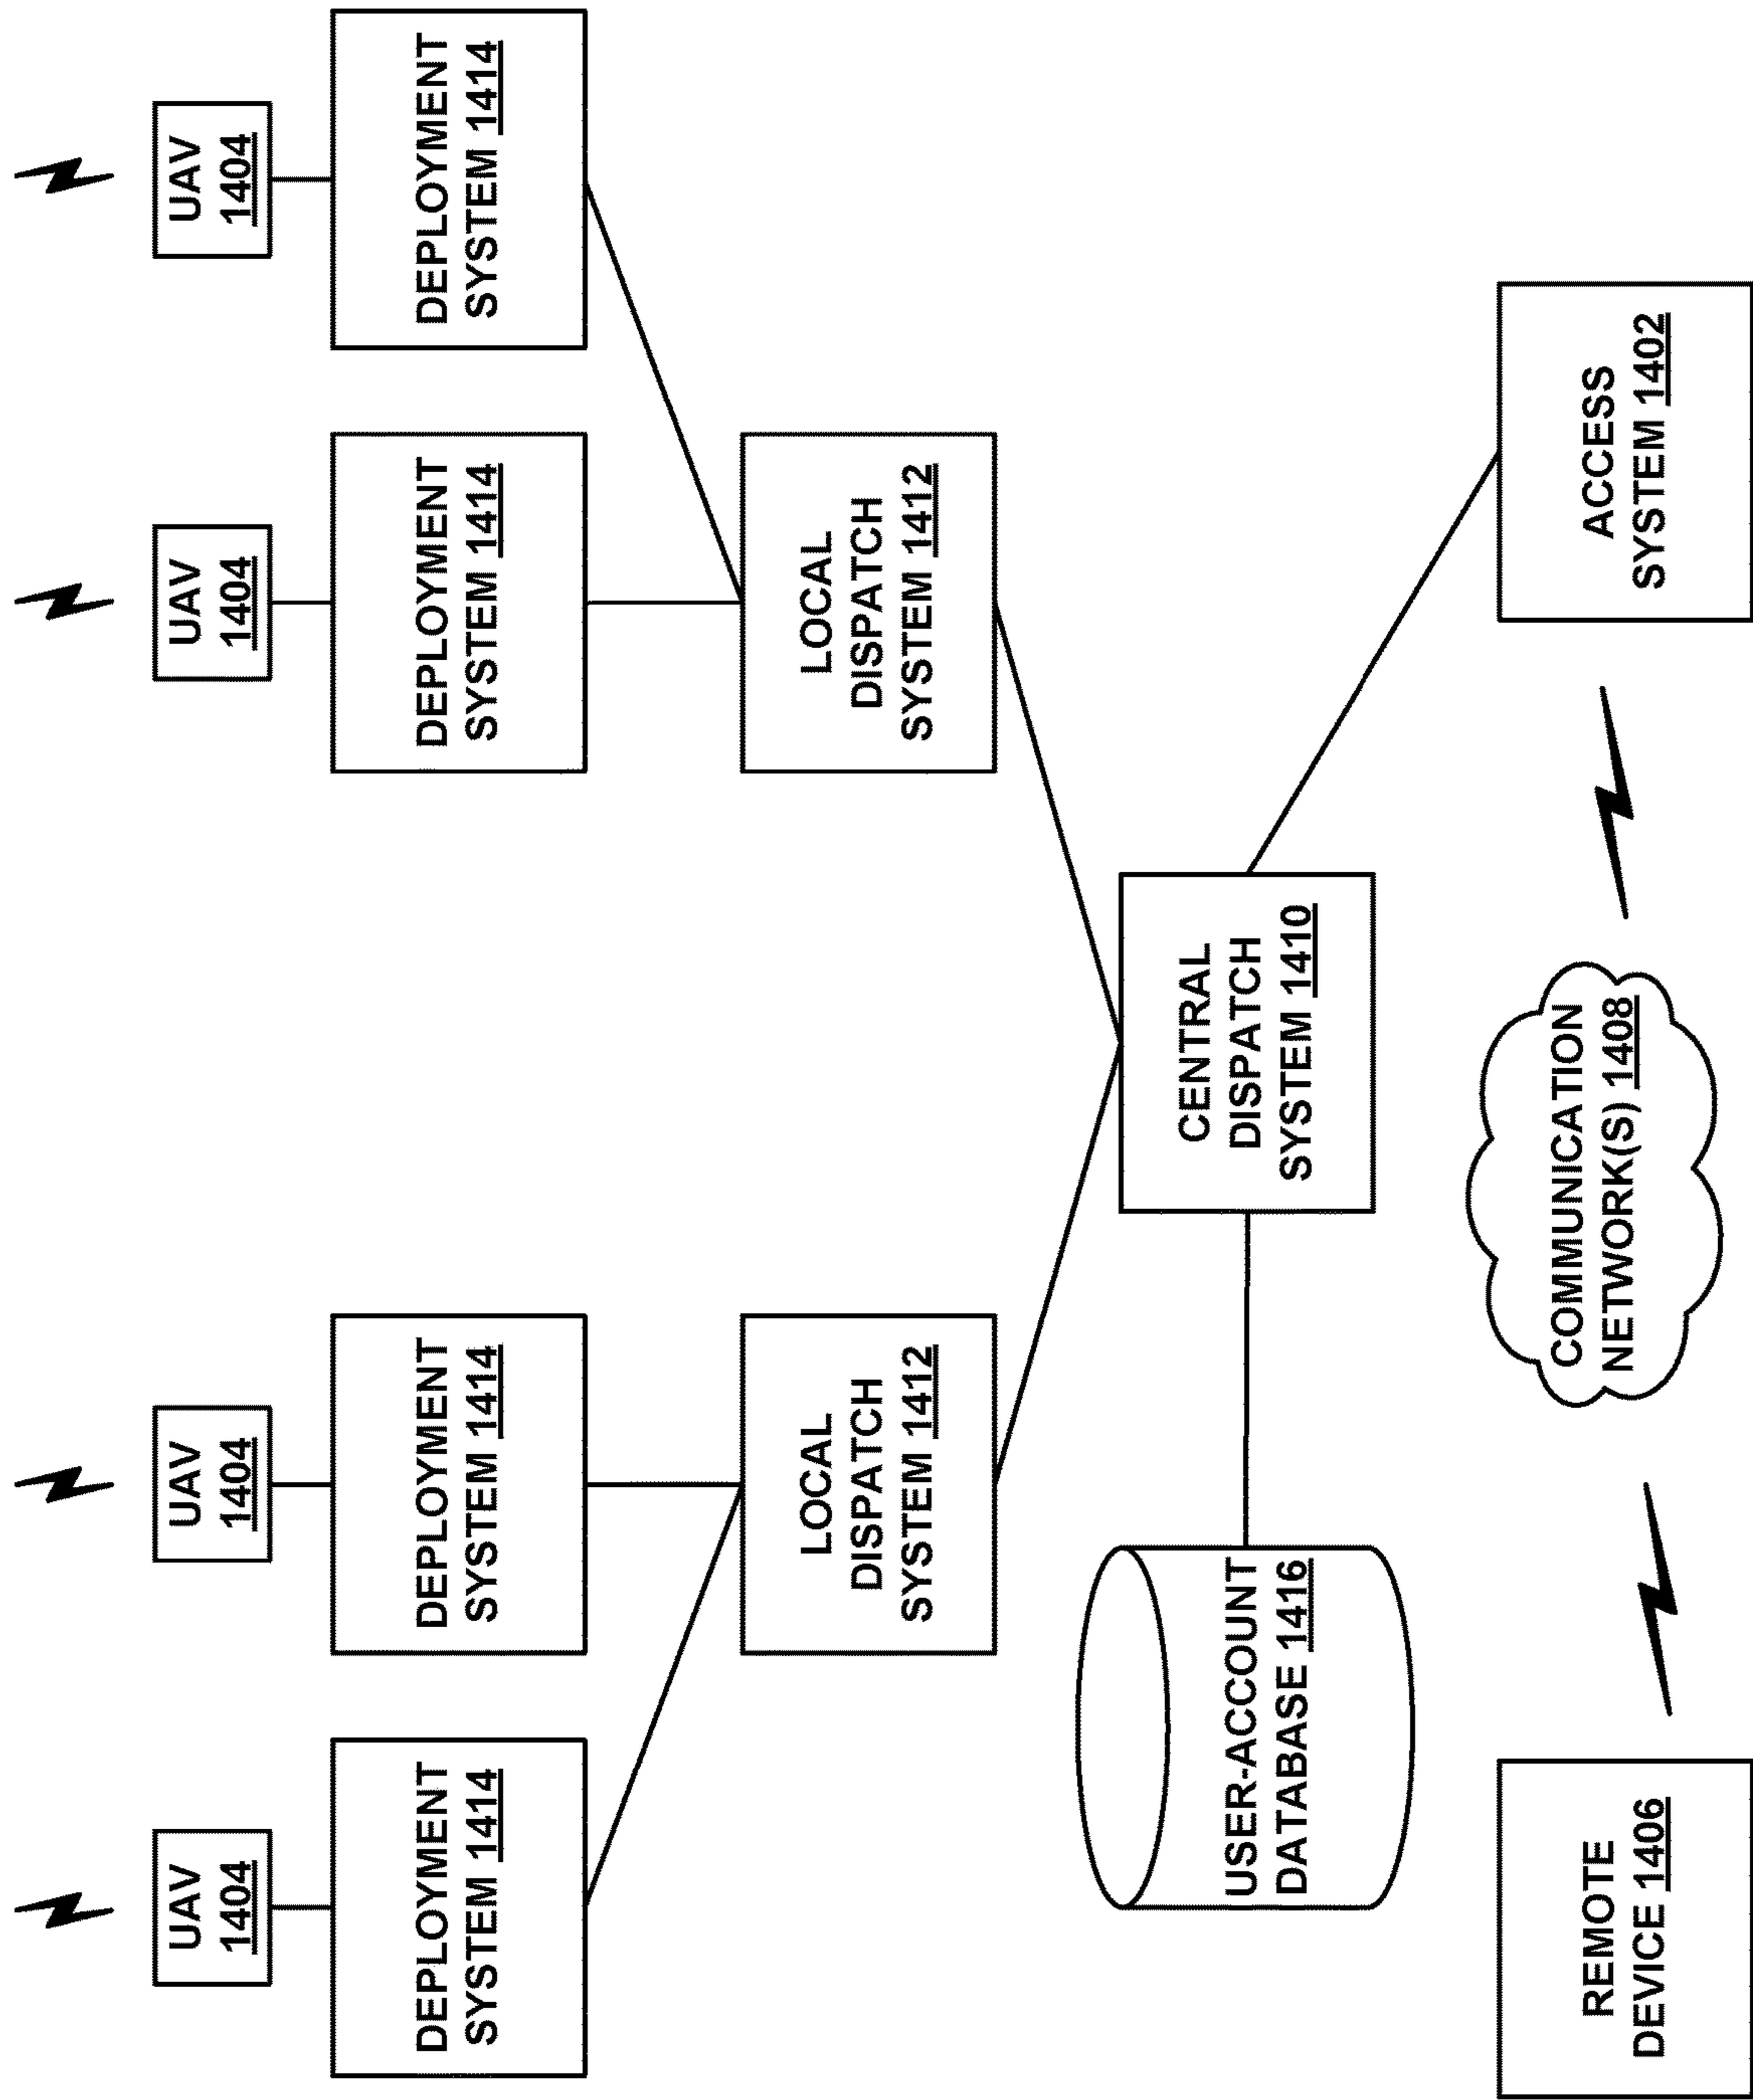 UAV
1404
UAV
1404
UAV
1404
UAV
1404
DEPLOYMENT
SYSTEM 1414
DEPLOYMENT
SYSTEM 1414
DEPLOYMENT
SYSTEM 1414
DEPLOYMENT
SYSTEM 1414
LOCAL
DISPATCH
SYSTEM 1412
LOCAL
DISPATCH
SYSTEM 1412
USER-ACCOUNT
DATABASE 1416
CENTRAL
DISPATCH
SYSTEM 1410
REMOTE
DEVICE 1406
COMMUNICATION
NETWORK(S) 1408
ACCESS
SYSTEM 1402